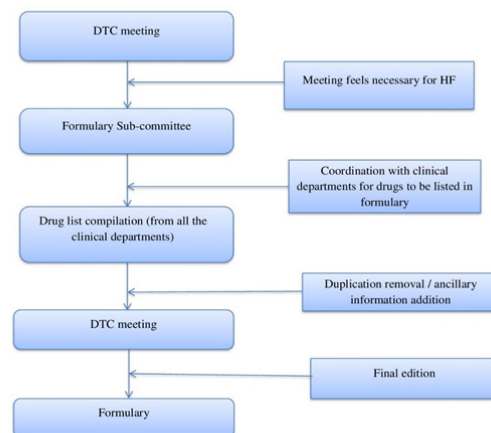 DTC meeting
Meeting feels necessary for HF
Formulary Sub-committee
Coordination with clinical
departments for drugs to be listed in
formulary
Drug list compilation (from all the
clinical departments)
Duplication removal / ancillary
information addition
DTC meeting
Final edition
Formulary